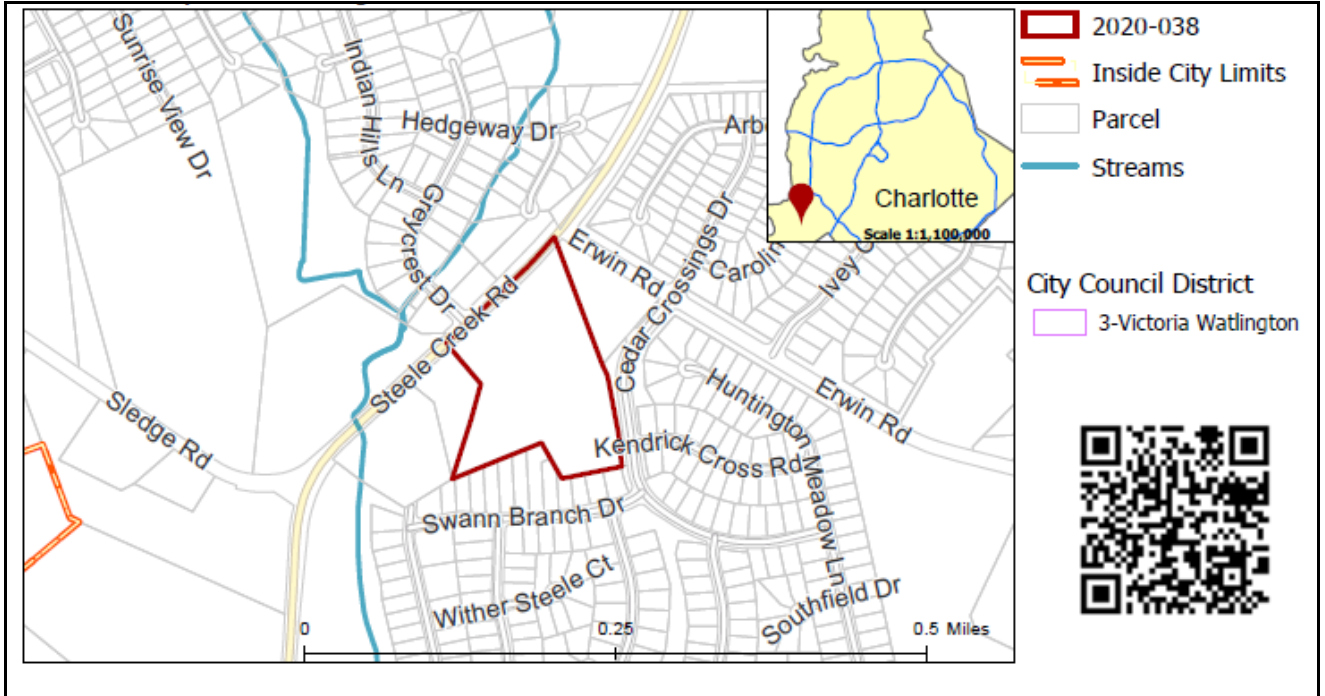 Sunrise View Dr
Indian Hills Ln
Hedgeway Dr
Greycrest Dr
Steele Creek Rd
Erwin Rd
Cedar Crossings Dr
Arb
Carolin
Ivey C
Charlotte
Scale 1:1,100,000
Sledge Rd
Huntington Meadow Ln
Erwin Rd
Kendrick Cross Rd
Swann Branch Dr
Wither Steele Ct
Southfield Dr
0
0.25
0.5 Miles
2020-038
Inside City Limits
Parcel
Streams
City Council District
3-Victoria Watlington